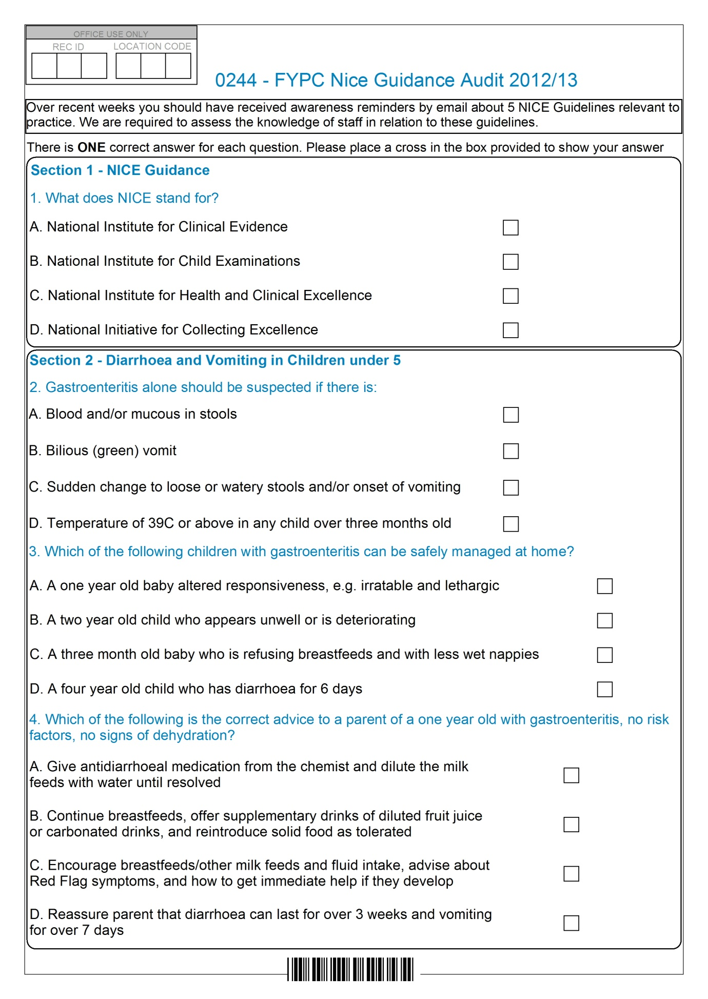 OFFICE USE ONLY
REC ID LOCATION CODE
0244 - FYPC Nice Guidance Audit 2012/13
Over recent weeks you should have received awareness reminders by email about 5 NICE Guidelines relevant to
practice. We are required to assess the knowledge of staff in relation to these guidelines.
There is ONE correct answer for each question. Please place a cross in the box provided to show your answer
Section 1 - NICE Guidance
1. What does NICE stand for?
A. National Institute for Clinical Evidence
B. National Institute for Child Examinations
C. National Institute for Health and Clinical Excellence
D. National Initiative for Collecting Excellence
Section 2 - Diarrhoea and Vomiting in Children under 5
2. Gastroenteritis alone should be suspected if there is:
A. Blood and/or mucous in stools
B. Bilious (green) vomit
C. Sudden change to loose or watery stools and/or onset of vomiting
D. Temperature of 39C or above in any child over three months old
3. Which of the following children with gastroenteritis can be safely managed at home?
A. A one year old baby altered responsiveness, e.g. irratable and lethargic
B. A two year old child who appears unwell or is deteriorating
C. A three month old baby who is refusing breastfeeds and with less wet nappies
D. A four year old child who has diarrhoea for 6 days
4. Which of the following is the correct advice to a parent of a one year old with gastroenteritis, no risk
factors, no signs of dehydration?
A. Give antidiarrhoeal medication from the chemist and dilute the milk
feeds with water until resolved
B. Continue breastfeeds, offer supplementary drinks of diluted fruit juice
or carbonated drinks, and reintroduce solid food as tolerated
C. Encourage breastfeeds/other milk feeds and fluid intake, advise about
Red Flag symptoms, and how to get immediate help if they develop
D. Reassure parent that diarrhoea can last for over 3 weeks and vomiting
for over 7 days